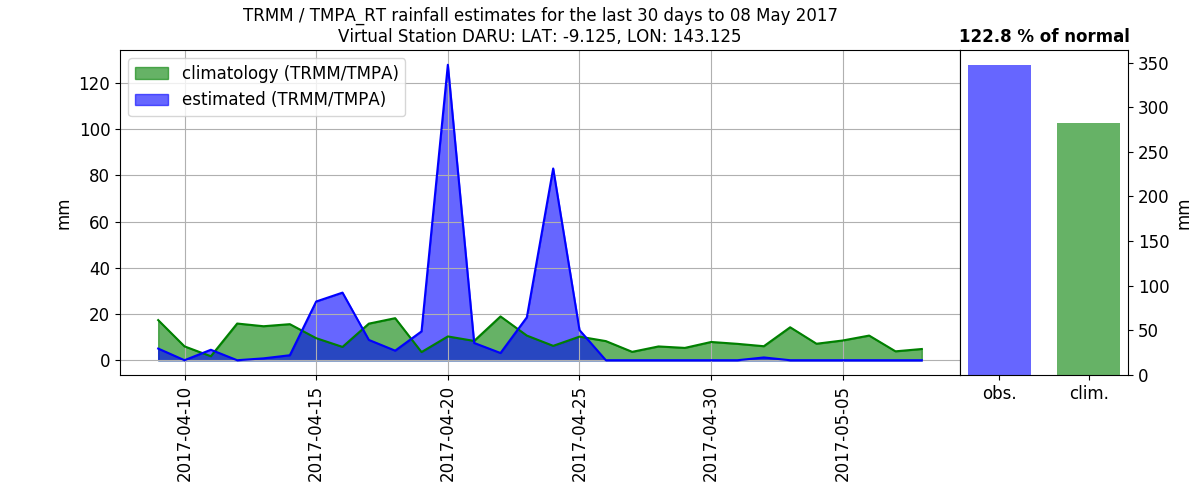 TRMM / TMPA_RT rainfall estimates for the last 30 days to 08 May 2017
Virtual Station DARU: LAT: -9.125, LON: 143.125
122.8 % of normal
climatology (TRMM/TMPA)
estimated (TRMM/TMPA)
mm
120
100
80
60
40
20
0
2017-04-10
2017-04-15
2017-04-20
2017-04-25
2017-04-30
2017-05-05
350
300
250
200
150
100
50
0
mm
obs.
clim.